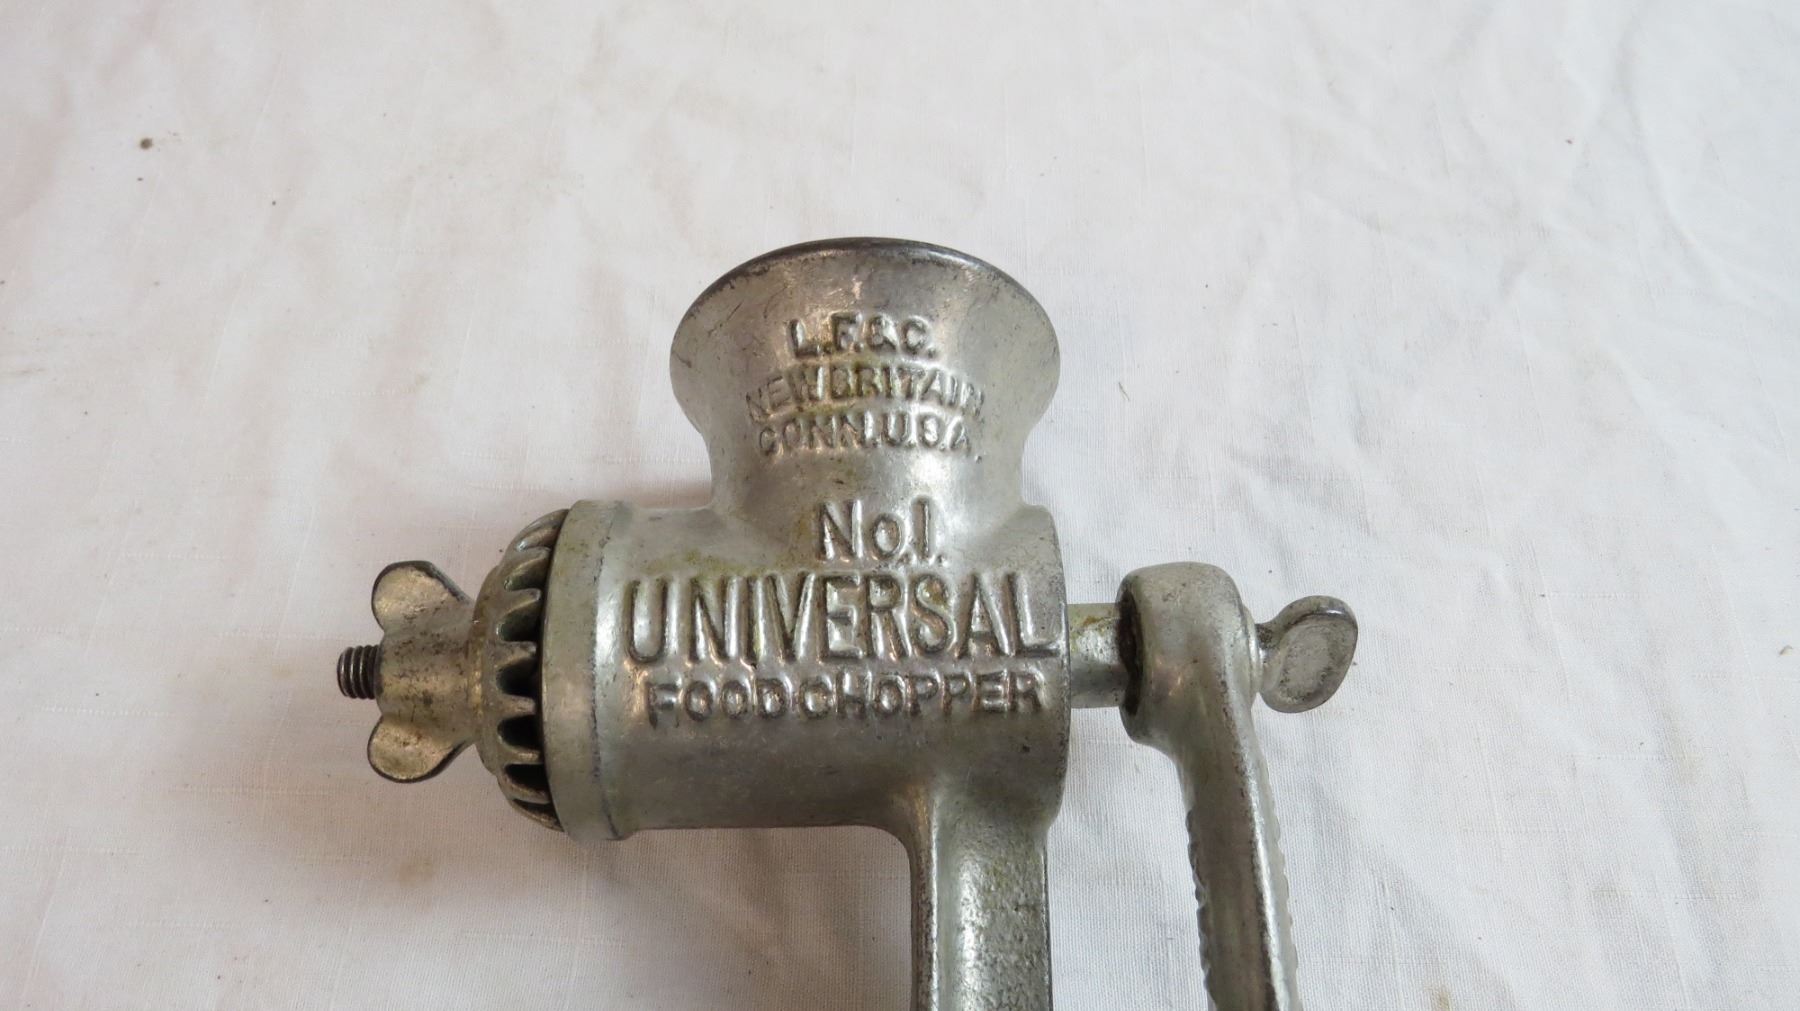 L.F.&C.
NEW BRITAIN
CONN.U.S.A.
No.1.
UNIVERSAL
FOOD CHOPPER